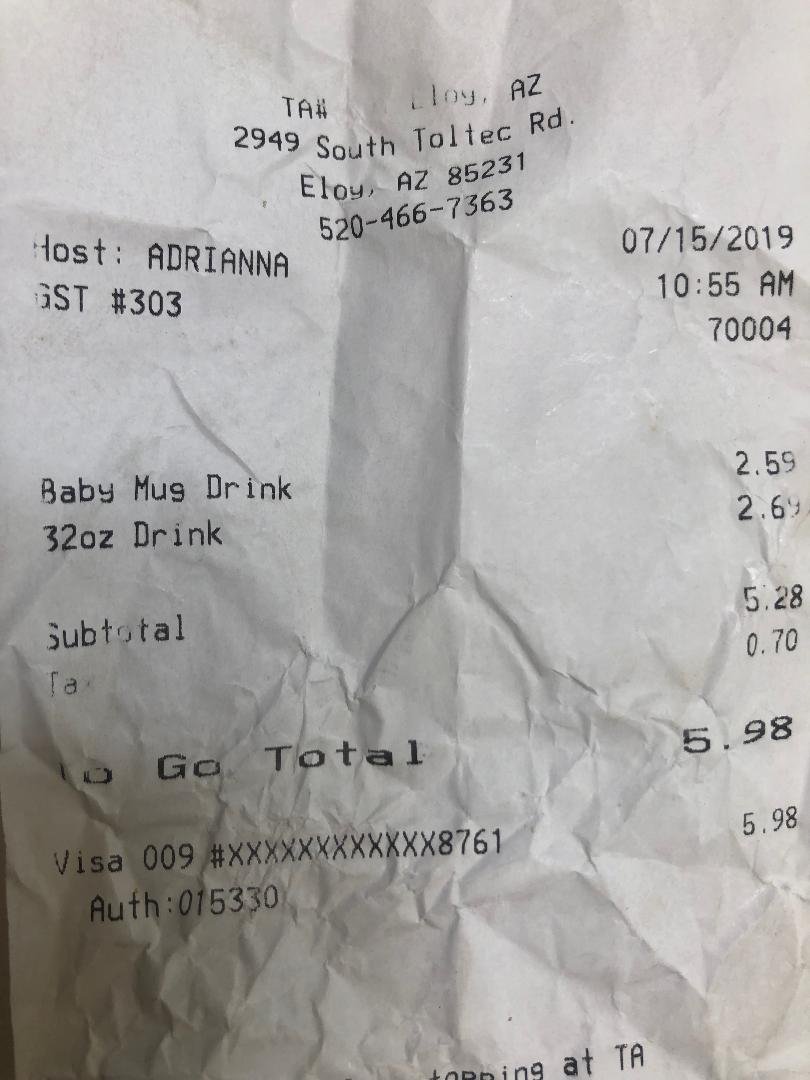 TA# Eloy, AZ
2949 South Toltec Rd.
Eloy, AZ 85231
520-466-7363
Host: ADRIANNA 07/15/2019
GST #303 10:55 AM
70004
Baby Mug Drink 2.59
32oz Drink 2.69
Subtotal 5.28
Tax 0.70
To Go Total 5.98
Visa 009 #XXXXXXXXXXXX8761 5.98
Auth:015330
at TA